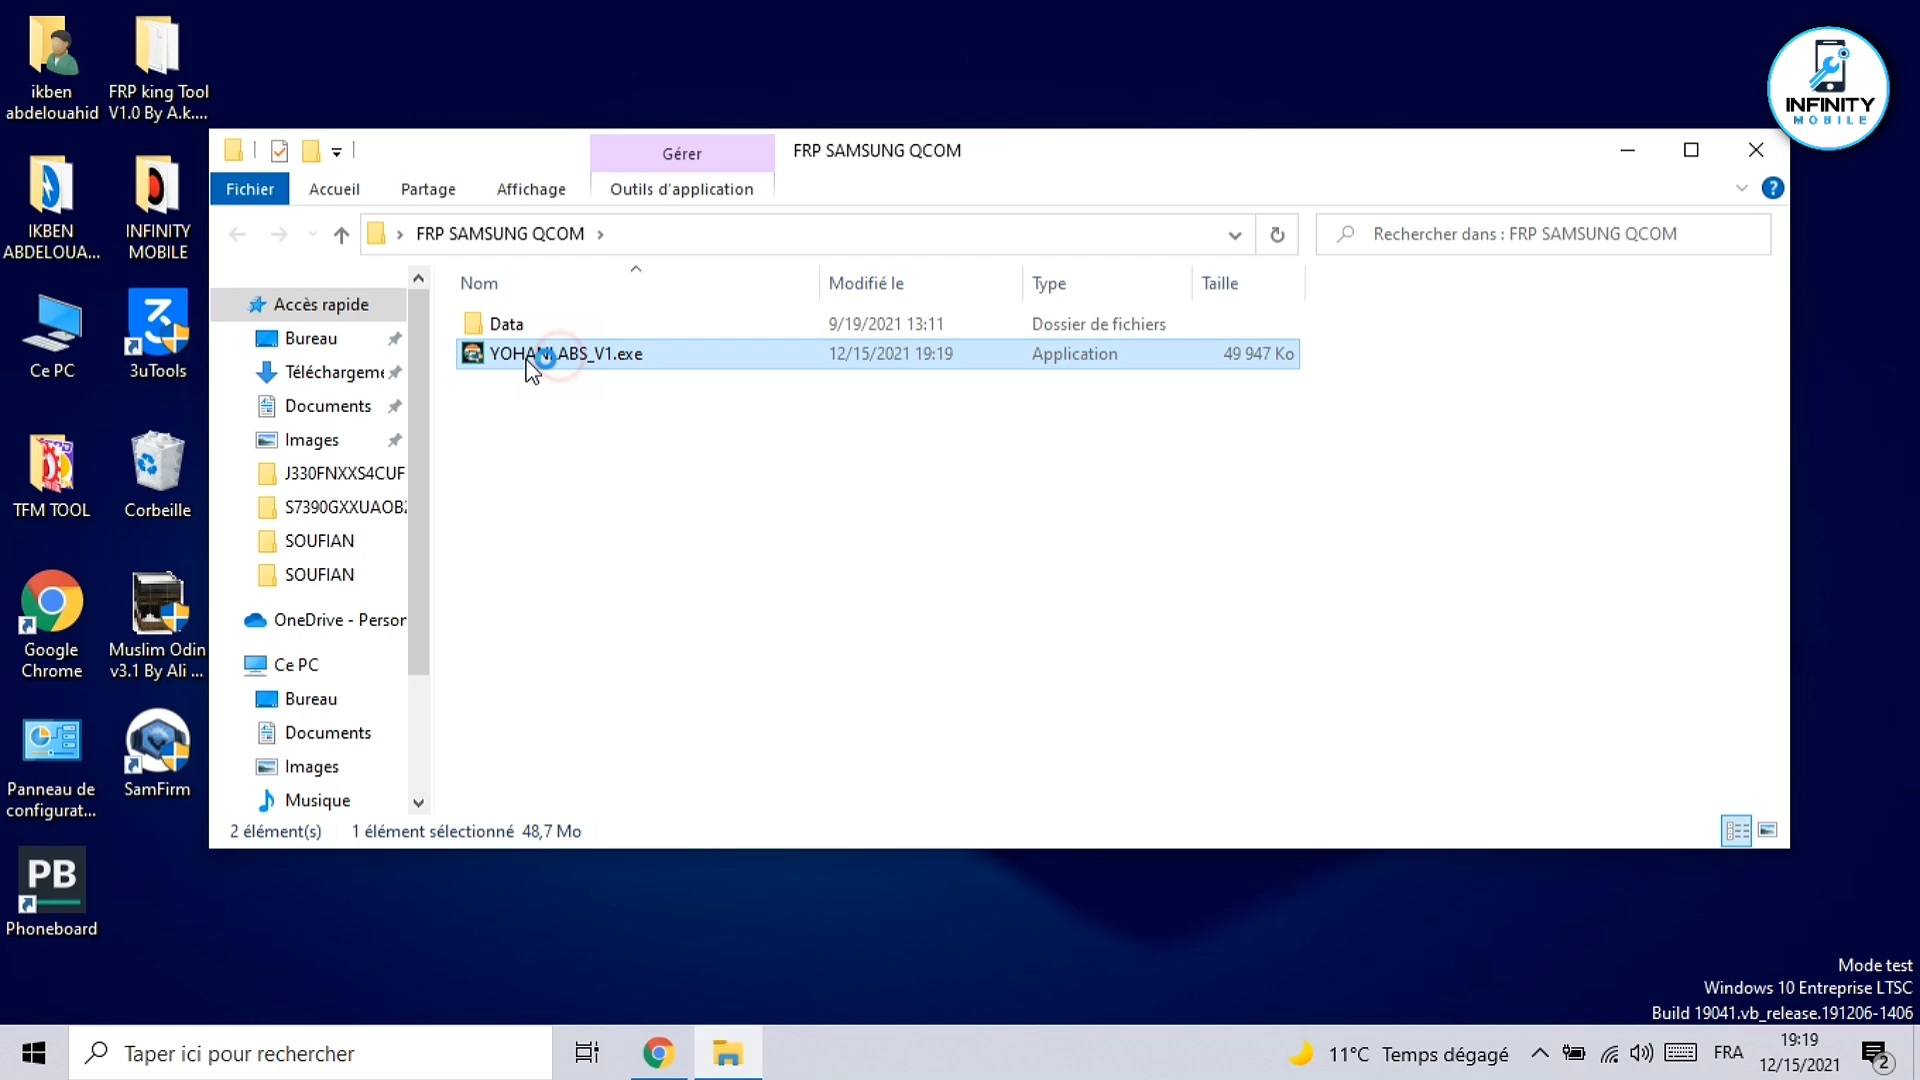 ikben
abdelouahid
FRP king Tool
V1.0 By A.k....
IKBEN
ABDELOUA...
INFINITY
MOBILE
Ce PC
3uTools
TFM TOOL
Corbeille
Google
Chrome
Muslim Odin
v3.1 By Ali ...
Panneau de
configurat...
SamFirm
PB
Phoneboard
INFINITY
MOBILE
Gérer
FRP SAMSUNG QCOM
Fichier
Accueil
Partage
Affichage
Outils d'application
FRP SAMSUNG QCOM
Rechercher dans : FRP SAMSUNG QCOM
Nom
Modifié le
Type
Taille
Data
9/19/2021 13:11
Dossier de fichiers
YOHANLABS_V1.exe
12/15/2021 19:19
Application
49 947 Ko
Accès rapide
Bureau
Téléchargeme
Documents
Images
J330FNXXS4CUF
S7390GXXUAOB2
SOUFIAN
SOUFIAN
OneDrive - Person
Ce PC
Bureau
Documents
Images
Musique
2 élément(s)
1 élément sélectionné 48,7 Mo
Mode test
Windows 10 Entreprise LTSC
Build 19041.vb_release.191206-1406
Taper ici pour rechercher
11°C Temps dégagé
FRA
19:19
12/15/2021
2